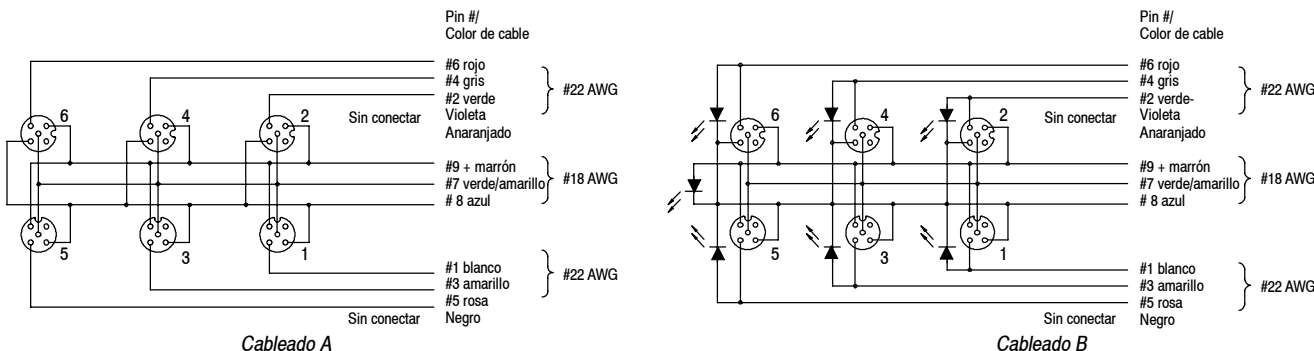 Pin #/
Color de cable
#6 rojo
#4 gris
#2 verde
Sin conectar
Violeta
Anaranjado
#22 AWG
6
4
2
#9 + marrón
#7 verde/amarillo
# 8 azul
#18 AWG
5
3
1
#1 blanco
#3 amarillo
#5 rosa
Sin conectar
Negro
#22 AWG
Cableado A
Pin #/
Color de cable
#6 rojo
#4 gris
#2 verde-
Sin conectar
Violeta
Anaranjado
#22 AWG
6
4
2
#9 + marrón
#7 verde/amarillo
# 8 azul
#18 AWG
5
3
1
#1 blanco
#3 amarillo
#5 rosa
Sin conectar
Negro
#22 AWG
Cableado B